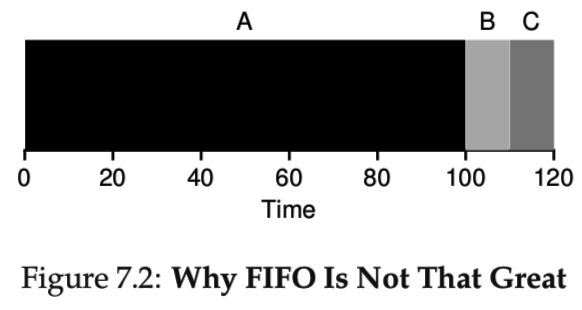 A B C
0 20 40 60 80 100 120
Time
Figure 7.2: Why FIFO Is Not That Great